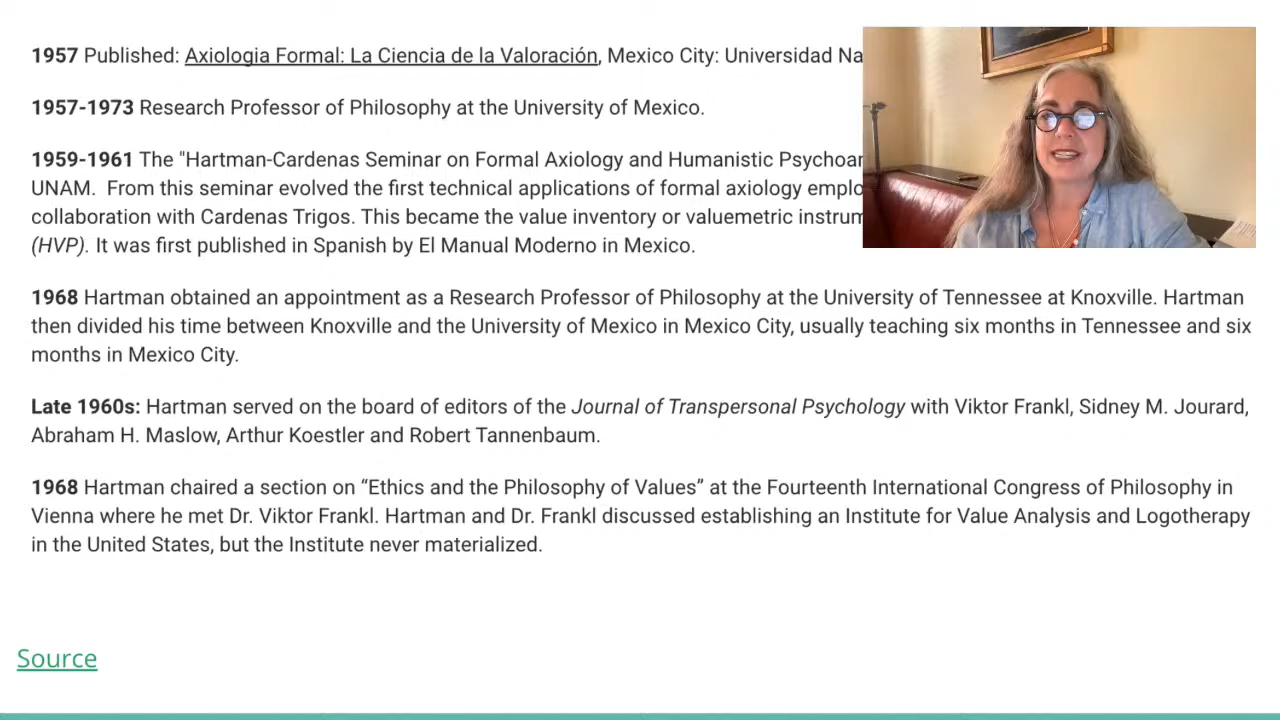 1957 Published: Axiologia Formal: La Ciencia de la Valoración, Mexico City: Universidad
1957-1973 Research Professor of Philosophy at the University of Mexico.
1959-1961 The "Hartman-Cardenas Seminar on Formal Axiology and Humanistic
UNAM. From this seminar evolved the first technical applications of formal axiology
collaboration with Cardenas Trigos. This became the value inventory or valuemetric
(HVP). It was first published in Spanish by El Manual Moderno in Mexico.
1968 Hartman obtained an appointment as a Research Professor of Philosophy at the University of Tennessee at Knoxville. Hartman
then divided his time between Knoxville and the University of Mexico in Mexico City, usually teaching six months in Tennessee and six
months in Mexico City.
Late 1960s: Hartman served on the board of editors of the Journal of Transpersonal Psychology with Viktor Frankl, Sidney M. Jourard,
Abraham H. Maslow, Arthur Koestler and Robert Tannenbaum.
1968 Hartman chaired a section on “Ethics and the Philosophy of Values” at the Fourteenth International Congress of Philosophy in
Vienna where he met Dr. Viktor Frankl. Hartman and Dr. Frankl discussed establishing an Institute for Value Analysis and Logotherapy
in the United States, but the Institute never materialized.
Source